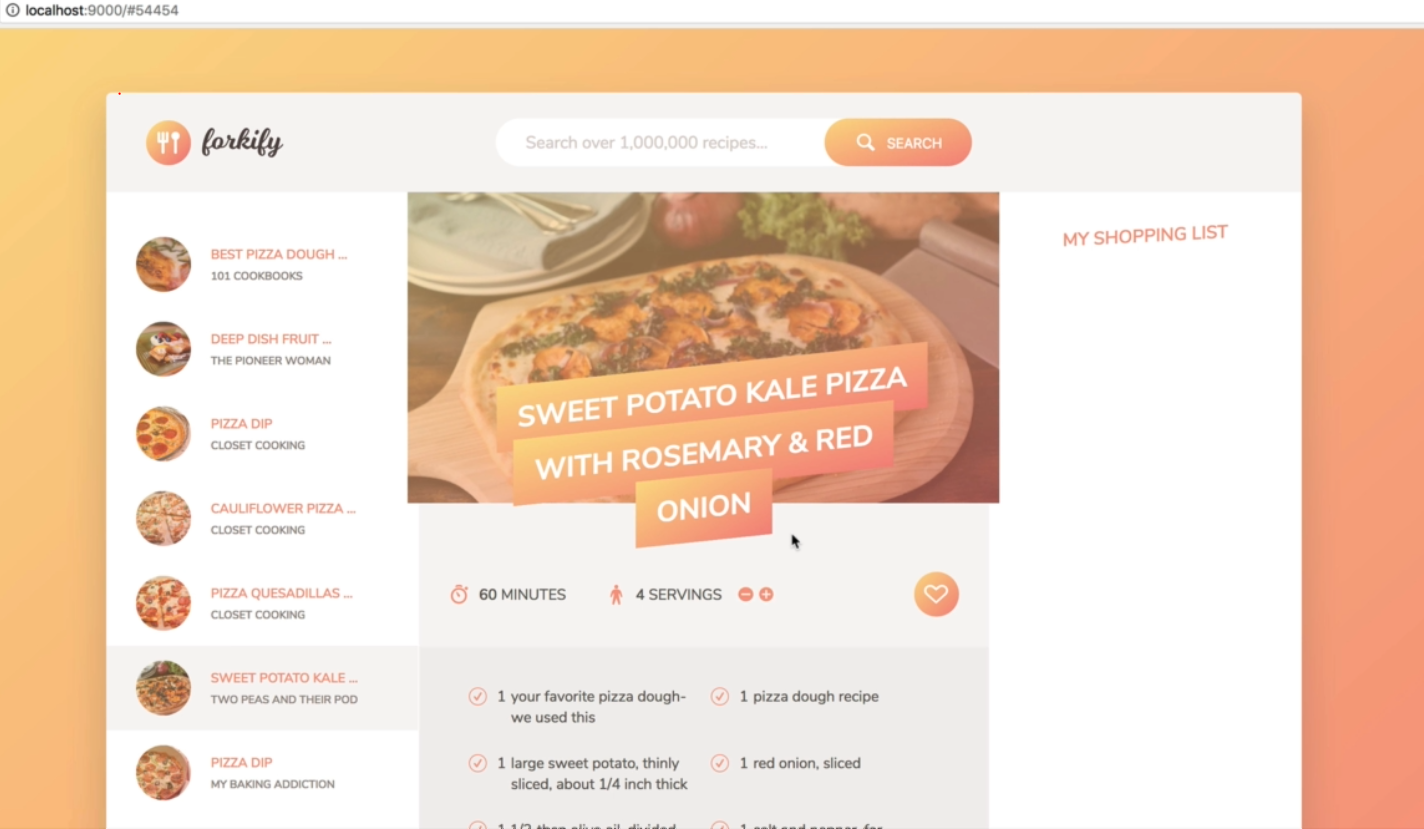 localhost:9000/#54454
forkify
Search over 1,000,000 recipes...
SEARCH
BEST PIZZA DOUGH ...
101 COOKBOOKS
DEEP DISH FRUIT ...
THE PIONEER WOMAN
PIZZA DIP
CLOSET COOKING
CAULIFLOWER PIZZA ...
CLOSET COOKING
PIZZA QUESADILLAS ...
CLOSET COOKING
SWEET POTATO KALE ...
TWO PEAS AND THEIR POD
PIZZA DIP
MY BAKING ADDICTION
SWEET POTATO KALE PIZZA
WITH ROSEMARY & RED
ONION
60 MINUTES
4 SERVINGS
1 your favorite pizza dough-
we used this
1 pizza dough recipe
1 large sweet potato, thinly
sliced, about 1/4 inch thick
1 red onion, sliced
MY SHOPPING LIST